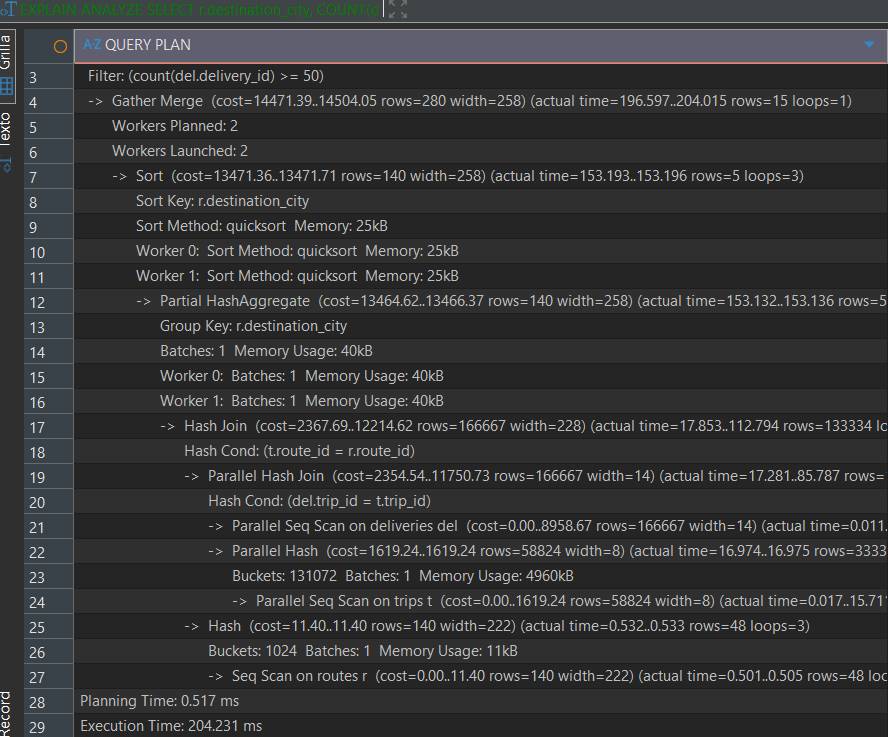 EXPLAIN ANALYZE SELECT r.destination_city, COUNT(d
Grilla
Texto
Record
AZ QUERY PLAN
3 Filter: (count(del.delivery_id) >= 50)
4 -> Gather Merge (cost=14471.39..14504.05 rows=280 width=258) (actual time=196.597..204.015 rows=15 loops=1)
5 Workers Planned: 2
6 Workers Launched: 2
7 -> Sort (cost=13471.36..13471.71 rows=140 width=258) (actual time=153.193..153.196 rows=5 loops=3)
8 Sort Key: r.destination_city
9 Sort Method: quicksort Memory: 25kB
10 Worker 0: Sort Method: quicksort Memory: 25kB
11 Worker 1: Sort Method: quicksort Memory: 25kB
12 -> Partial HashAggregate (cost=13464.62..13466.37 rows=140 width=258) (actual time=153.132..153.136 rows=5
13 Group Key: r.destination_city
14 Batches: 1 Memory Usage: 40kB
15 Worker 0: Batches: 1 Memory Usage: 40kB
16 Worker 1: Batches: 1 Memory Usage: 40kB
17 -> Hash Join (cost=2367.69..12214.62 rows=166667 width=228) (actual time=17.853..112.794 rows=133334 lo
18 Hash Cond: (t.route_id = r.route_id)
19 -> Parallel Hash Join (cost=2354.54..11750.73 rows=166667 width=14) (actual time=17.281..85.787 rows=
20 Hash Cond: (del.trip_id = t.trip_id)
21 -> Parallel Seq Scan on deliveries del (cost=0.00..8958.67 rows=166667 width=14) (actual time=0.011.
22 -> Parallel Hash (cost=1619.24..1619.24 rows=58824 width=8) (actual time=16.974..16.975 rows=3333
23 Buckets: 131072 Batches: 1 Memory Usage: 4960kB
24 -> Parallel Seq Scan on trips t (cost=0.00..1619.24 rows=58824 width=8) (actual time=0.017..15.71
25 -> Hash (cost=11.40..11.40 rows=140 width=222) (actual time=0.532..0.533 rows=48 loops=3)
26 Buckets: 1024 Batches: 1 Memory Usage: 11kB
27 -> Seq Scan on routes r (cost=0.00..11.40 rows=140 width=222) (actual time=0.501..0.505 rows=48 loo
28 Planning Time: 0.517 ms
29 Execution Time: 204.231 ms